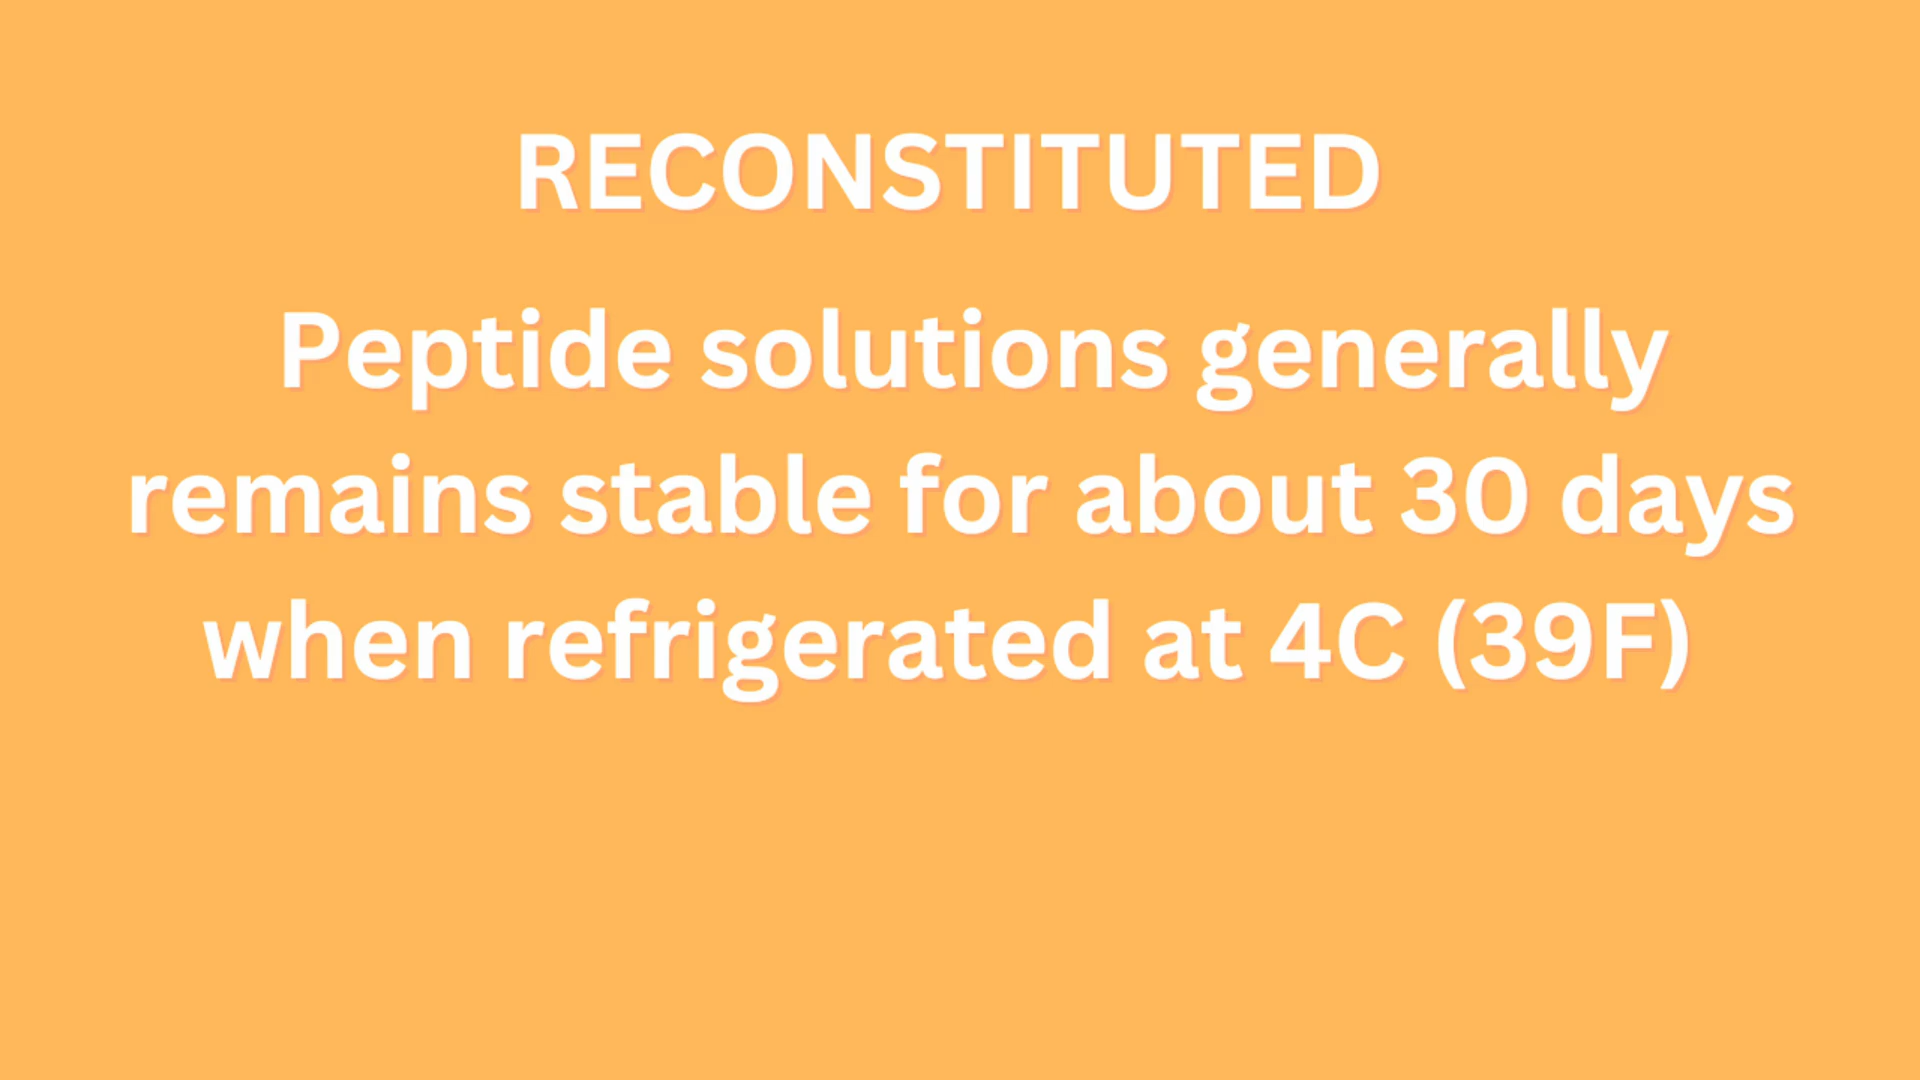 RECONSTITUTED
Peptide solutions generally
remains stable for about 30 days
when refrigerated at 4C (39F)